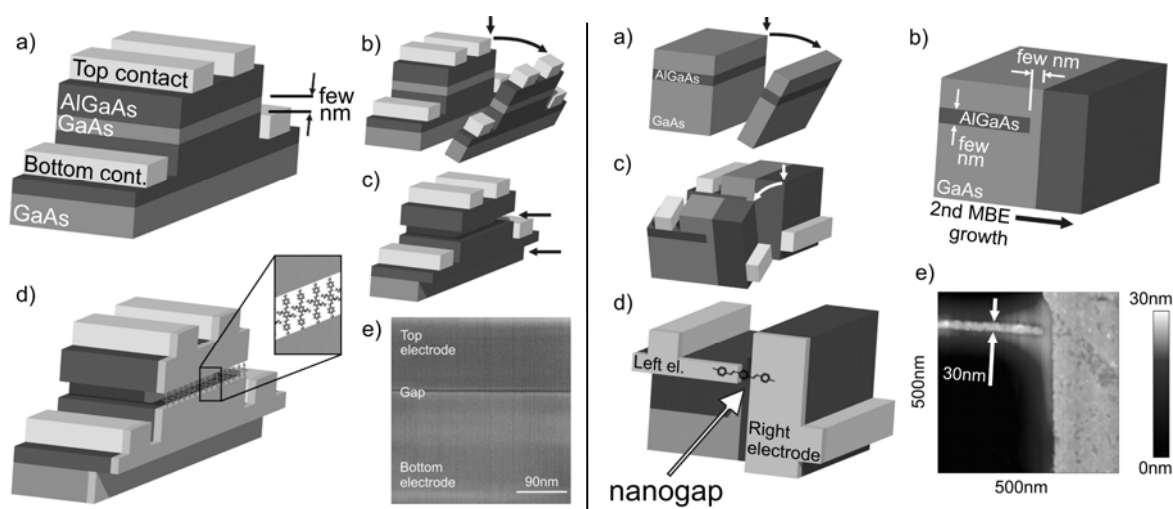 a)
Top contact
AlGaAs
GaAs
Bottom cont.
GaAs
few
nm
b)
c)
d)
e)
Top
electrode
Gap
Bottom
electrode
90nm
a)
AlGaAs
GaAs
b)
few nm
AlGaAs
few
nm
GaAs
2nd MBE
growth
c)
d)
Left el.
Right
electrode
nanogap
e)
30nm
500nm
500nm
30nm
0nm